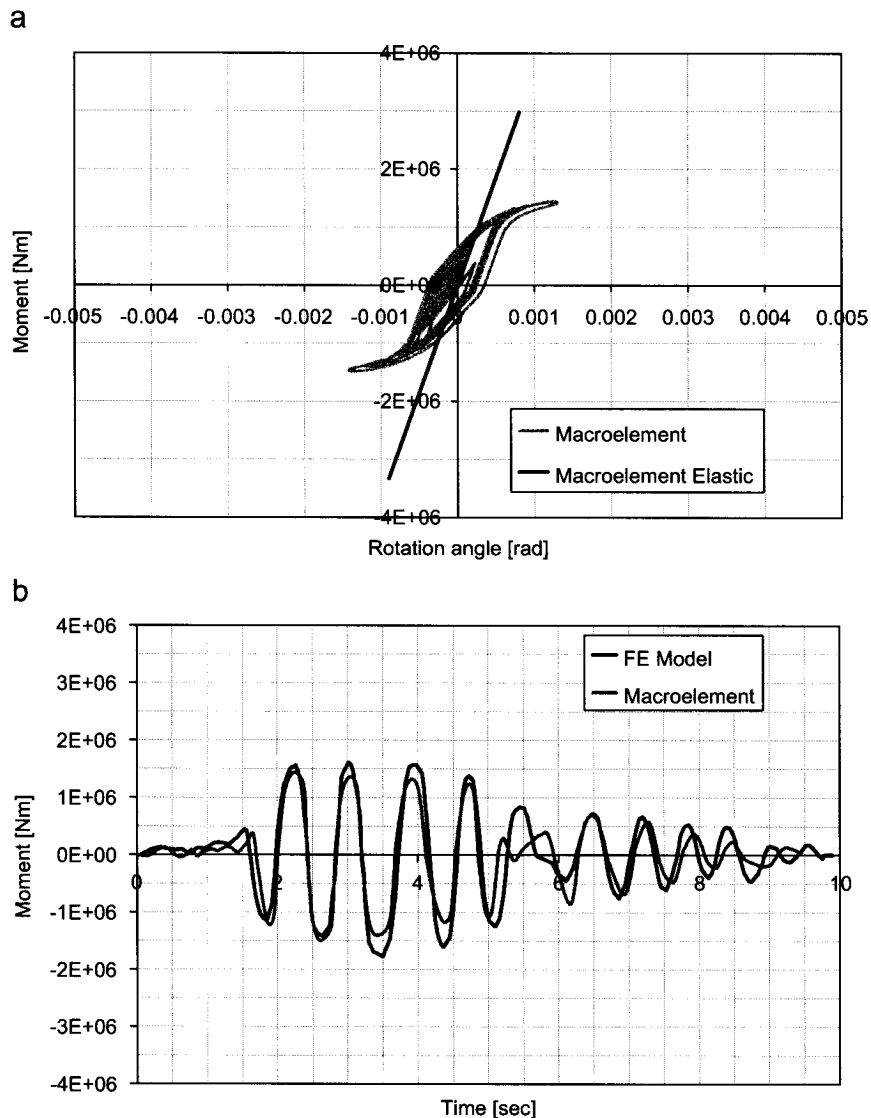 a
4E+06
2E+06
0E+00
-0.005 -0.004 -0.003 -0.002 -0.001 0 0.001 0.002 0.003 0.004 0.005
-2E+06
-4E+06
Moment [Nm]
Macroelement
Macroelement Elastic
Rotation angle [rad]
b
4E+06
3E+06
2E+06
1E+06
0E+00
-1E+06
-2E+06
-3E+06
-4E+06
Moment [Nm]
FE Model
Macroelement
0 2 4 6 8 10
Time [sec]